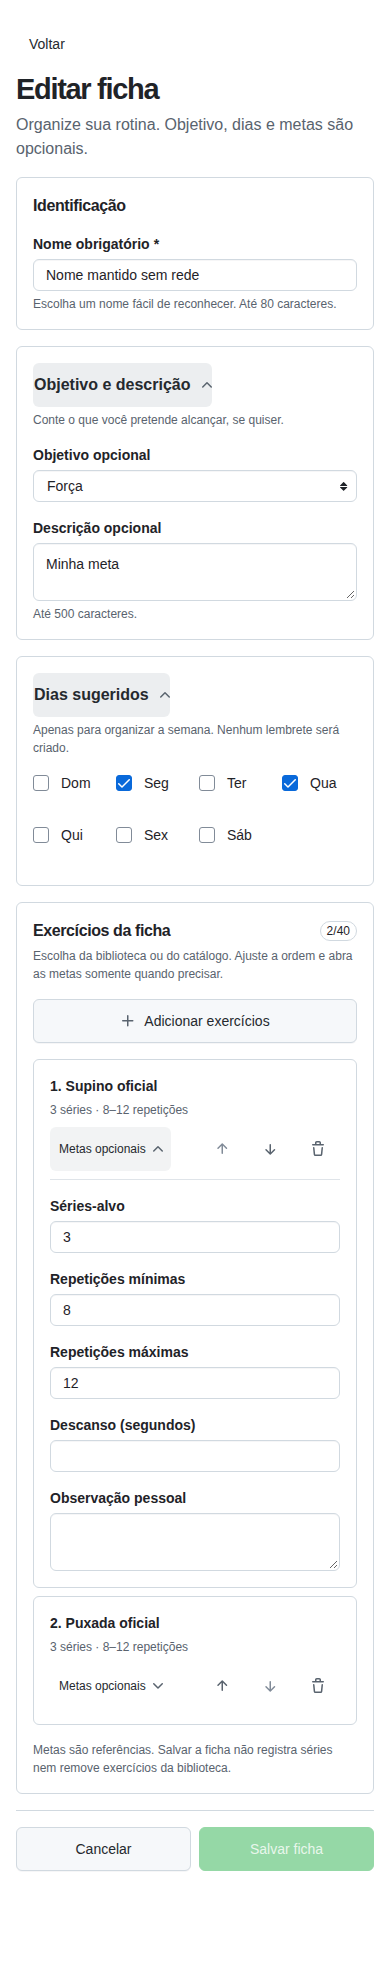 Voltar
Editar ficha
Organize sua rotina. Objetivo, dias e metas são
opcionais.
Identificação
Nome obrigatório *
Nome mantido sem rede
Escolha um nome fácil de reconhecer. Até 80 caracteres.
Objetivo e descrição
Conte o que você pretende alcançar, se quiser.
Objetivo opcional
Força
Descrição opcional
Minha meta
Até 500 caracteres.
Dias sugeridos
Apenas para organizar a semana. Nenhum lembrete será
criado.
Dom Seg Ter Qua
Qui Sex Sáb
Exercícios da ficha 2/40
Escolha da biblioteca ou do catálogo. Ajuste a ordem e abra
as metas somente quando precisar.
Adicionar exercícios
1. Supino oficial
3 séries · 8–12 repetições
Metas opcionais
Séries-alvo
3
Repetições mínimas
8
Repetições máximas
12
Descanso (segundos)
Observação pessoal
2. Puxada oficial
3 séries · 8–12 repetições
Metas opcionais
Metas são referências. Salvar a ficha não registra séries
nem remove exercícios da biblioteca.
Cancelar Salvar ficha